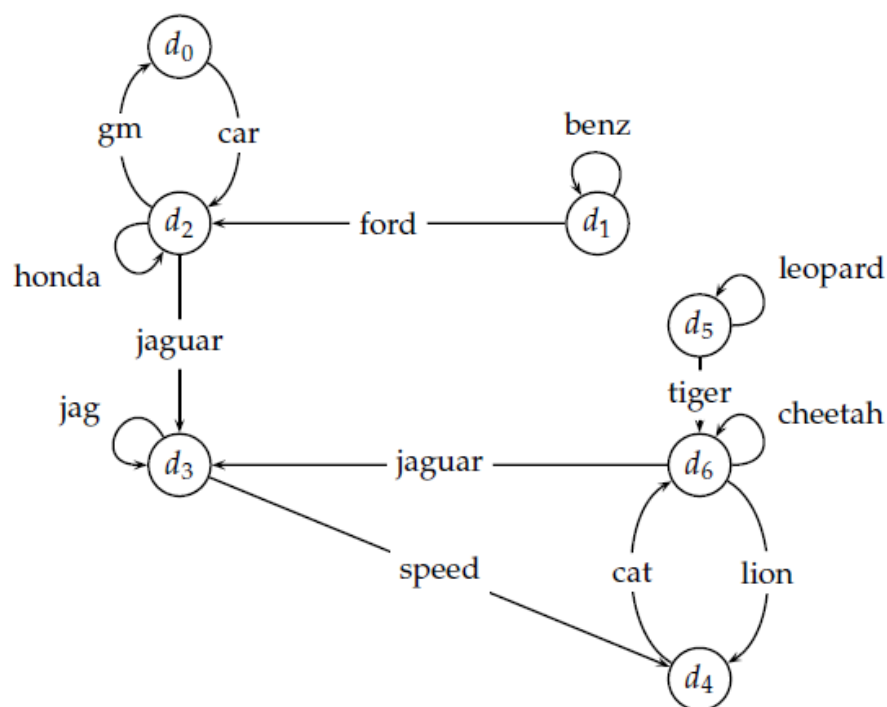 d0
gm
car
benz
d2
ford
d1
honda
leopard
d5
jaguar
tiger
jag
cheetah
d3
jaguar
d6
speed
cat
lion
d4